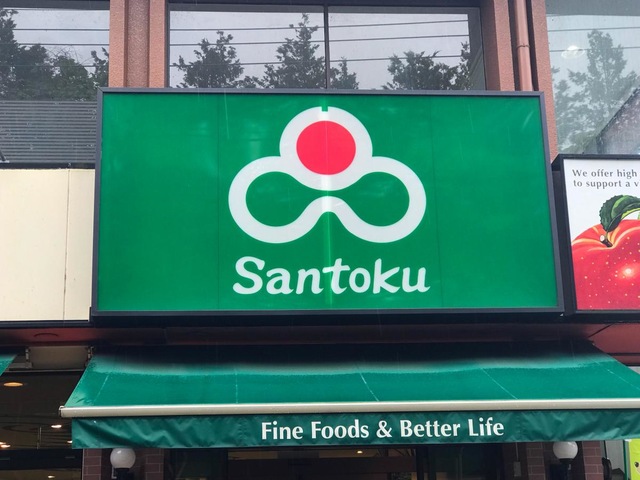 Santoku
We offer high
to support a
Fine Foods & Better Life